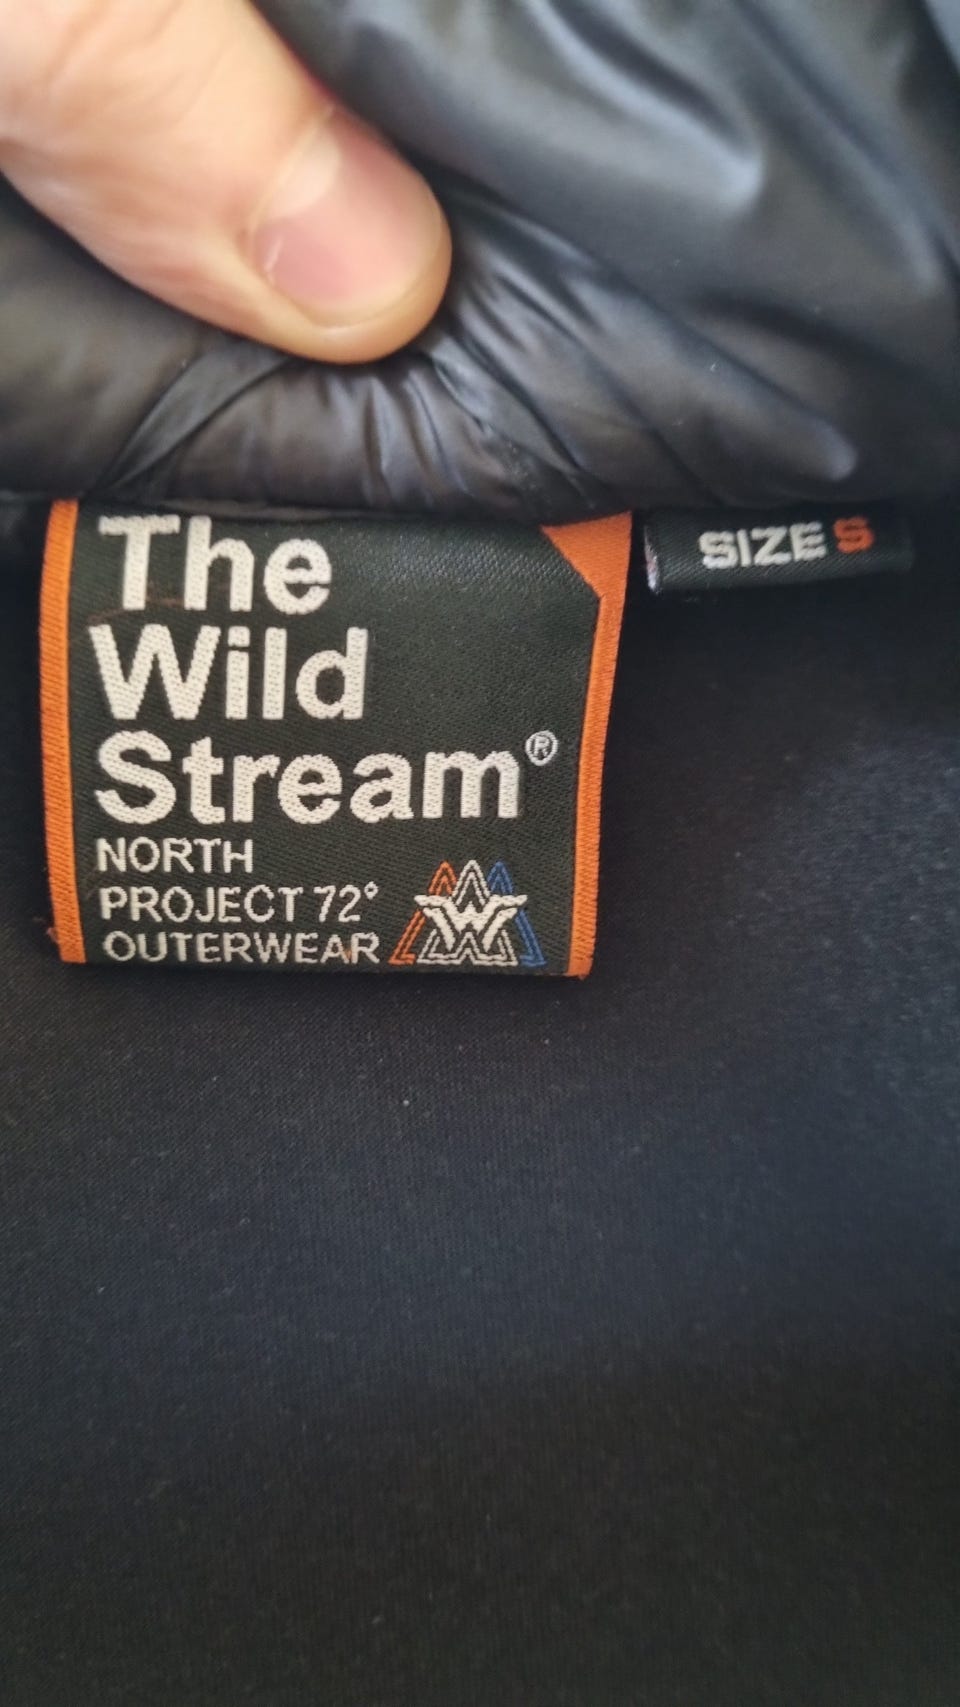 The
Wild
Stream®
NORTH
PROJECT 72°
OUTERWEAR
W
SIZE S